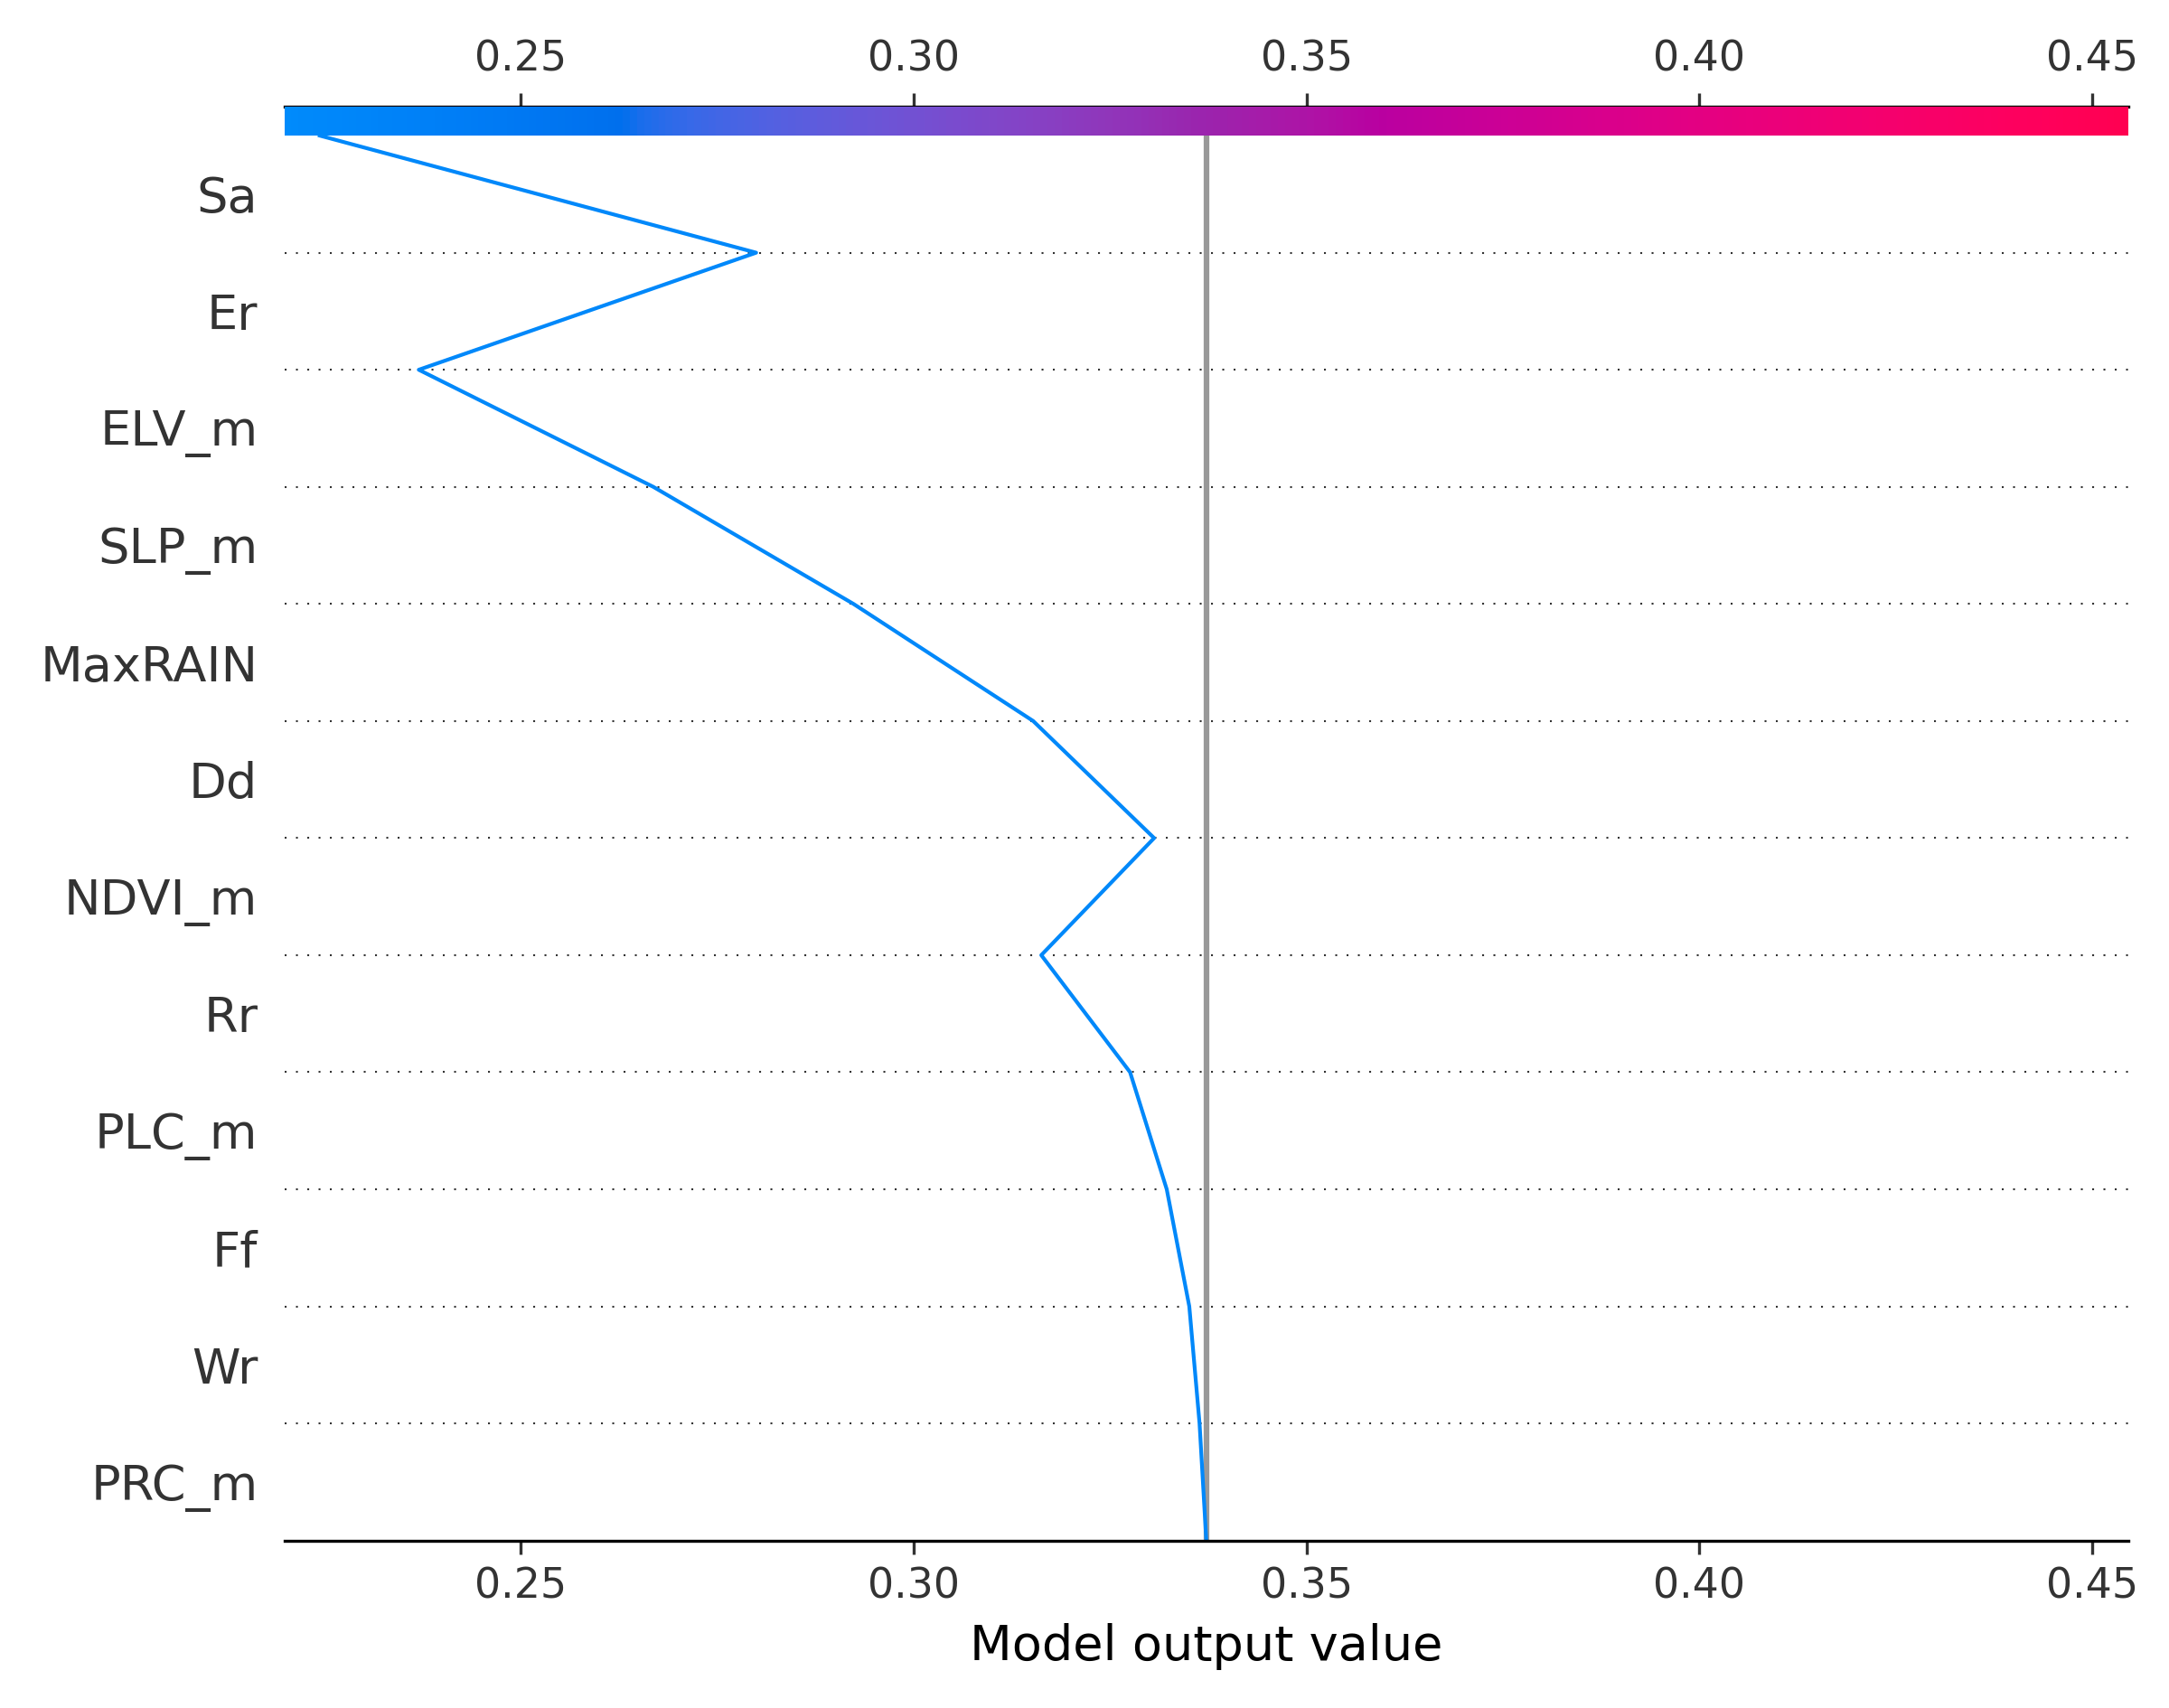 0.25 0.30 0.35 0.40 0.45
Sa
Er
ELV_m
SLP_m
MaxRAIN
Dd
NDVI_m
Rr
PLC_m
Ff
Wr
PRC_m
0.25 0.30 0.35 0.40 0.45
Model output value